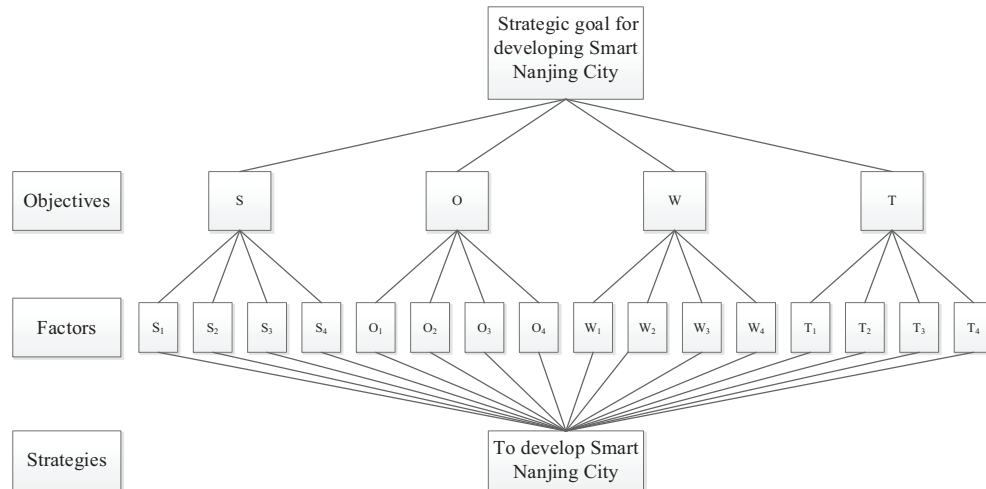 Strategic goal for
developing Smart
Nanjing City
Objectives
S
O
W
T
Factors
S₁
S₂
S₃
S₄
O₁
O₂
O₃
O₄
W₁
W₂
W₃
W₄
T₁
T₂
T₃
T₄
Strategies
To develop Smart
Nanjing City